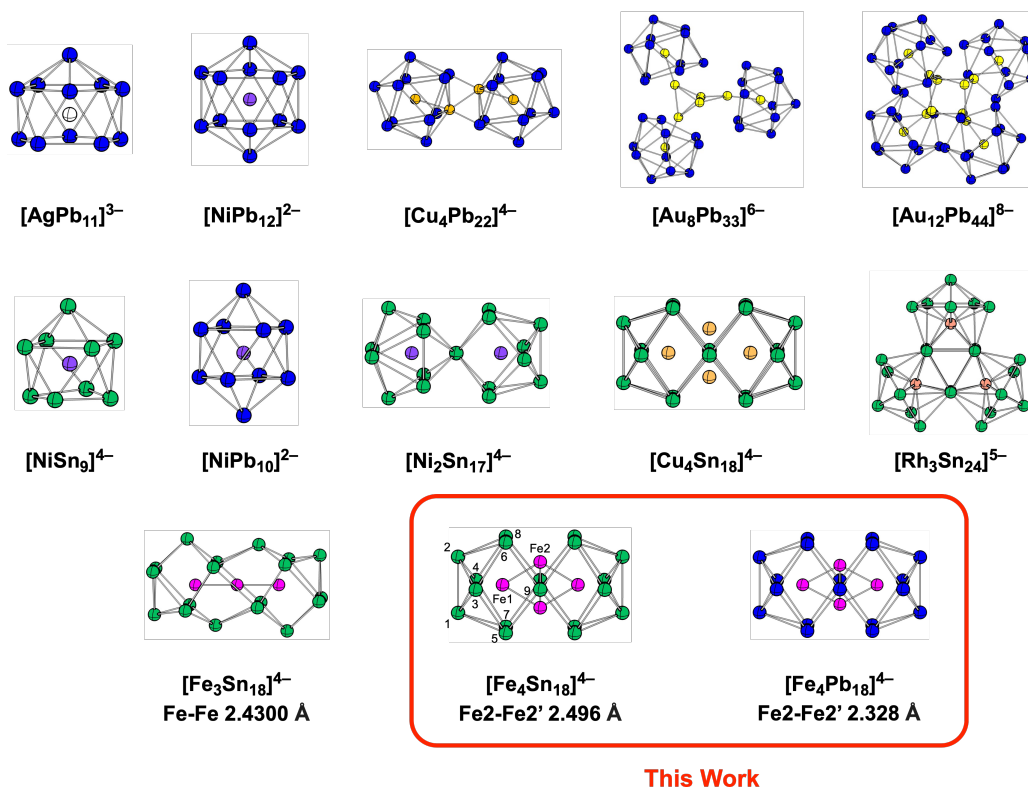 [AgPb₁₁]³⁻
[NiPb₁₂]²⁻
[Cu₄Pb₂₂]⁴⁻
[Au₈Pb₃₃]⁶⁻
[Au₁₂Pb₄₄]⁸⁻
[NiSn₉]⁴⁻
[NiPb₁₀]²⁻
[Ni₂Sn₁₇]⁴⁻
[Cu₄Sn₁₈]⁴⁻
[Rh₃Sn₂₄]⁵⁻
[Fe₃Sn₁₈]⁴⁻
Fe-Fe 2.4300 Å
8
2
6
Fe2
4
Fe1
9
3
7
1
5
[Fe₄Sn₁₈]⁴⁻
Fe2-Fe2' 2.496 Å
[Fe₄Pb₁₈]⁴⁻
Fe2-Fe2' 2.328 Å
This Work